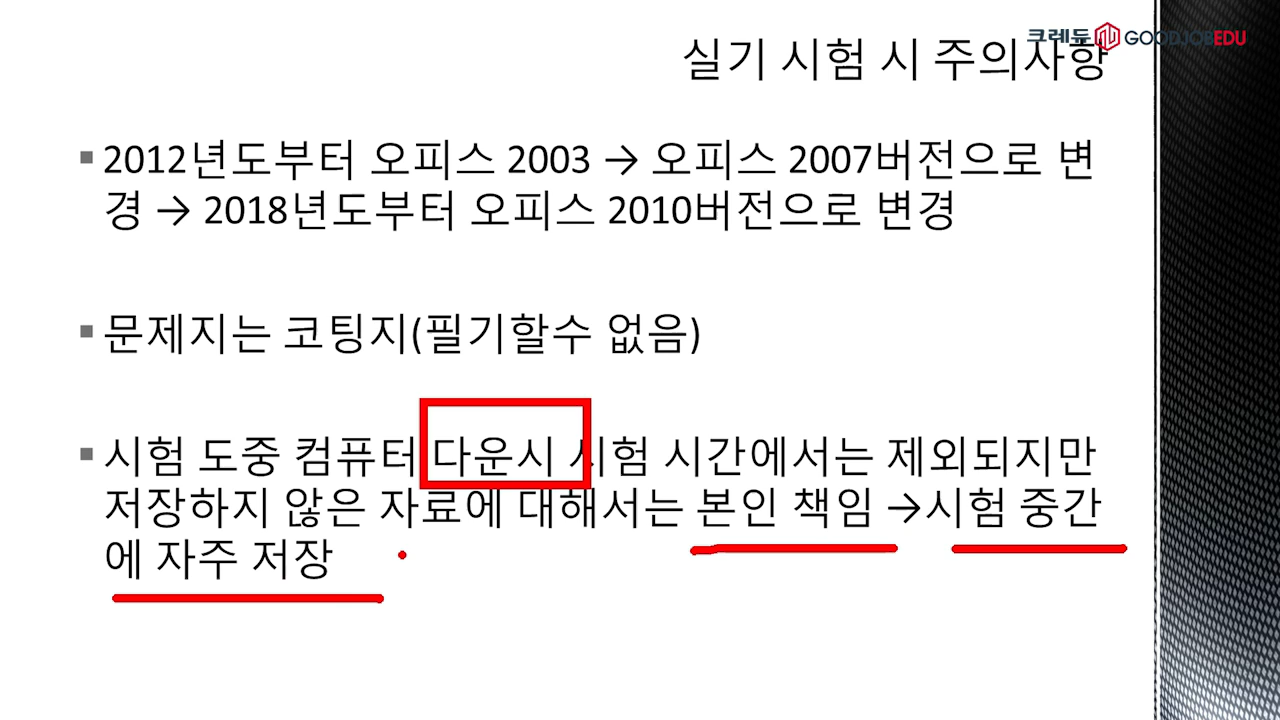 크레듀 GOODJOBEDU
실기 시험 시 주의사항
▪ 2012년도부터 오피스 2003 → 오피스 2007버전으로 변
경 → 2018년도부터 오피스 2010버전으로 변경
▪ 문제지는 코팅지(필기할수 없음)
▪ 시험 도중 컴퓨터 다운시 시험 시간에서는 제외되지만
저장하지 않은 자료에 대해서는 본인 책임 →시험 중간
에 자주 저장